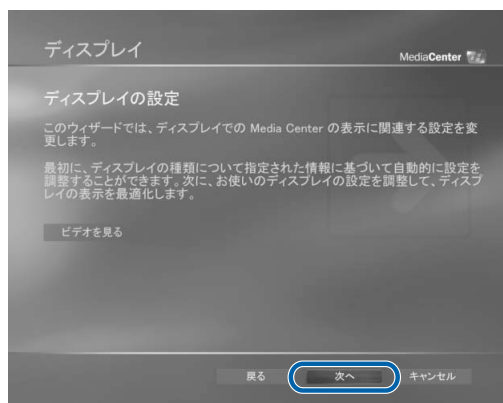 ディスプレイ
MediaCenter
ディスプレイの設定
このウィザードでは、ディスプレイでの Media Center の表示に関連する設定を変
更します。
最初に、ディスプレイの種類について指定された情報に基づいて自動的に設定を
調整することができます。次に、お使いのディスプレイの設定を調整して、ディスプ
レイの表示を最適化します。
ビデオを見る
戻る
次へ
キャンセル